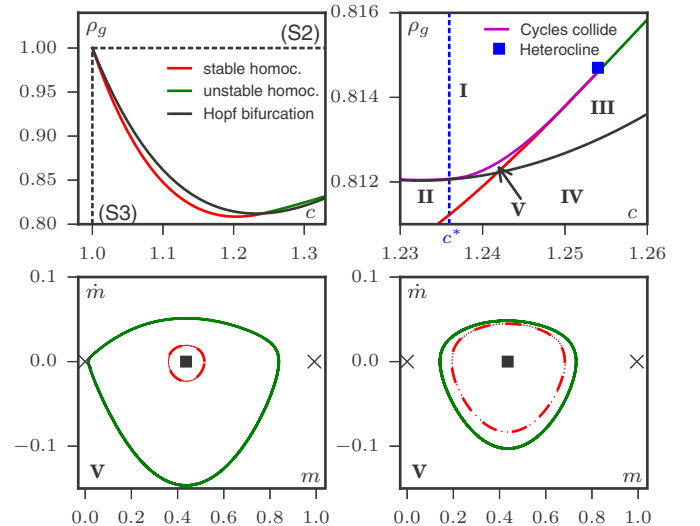 ρ_g
(S2)
stable homoc.
unstable homoc.
Hopf bifurcation
(S3)
c
1.00
0.95
0.90
0.85
0.80
1.0
1.1
1.2
1.3
ρ_g
Cycles collide
Heterocline
I
III
II
V
IV
c
c*
0.816
0.814
0.812
1.23
1.24
1.25
1.26
ṁ
V
m
0.1
0.0
−0.1
0.0
0.2
0.4
0.6
0.8
1.0
ṁ
V
m
0.1
0.0
−0.1
0.0
0.2
0.4
0.6
0.8
1.0